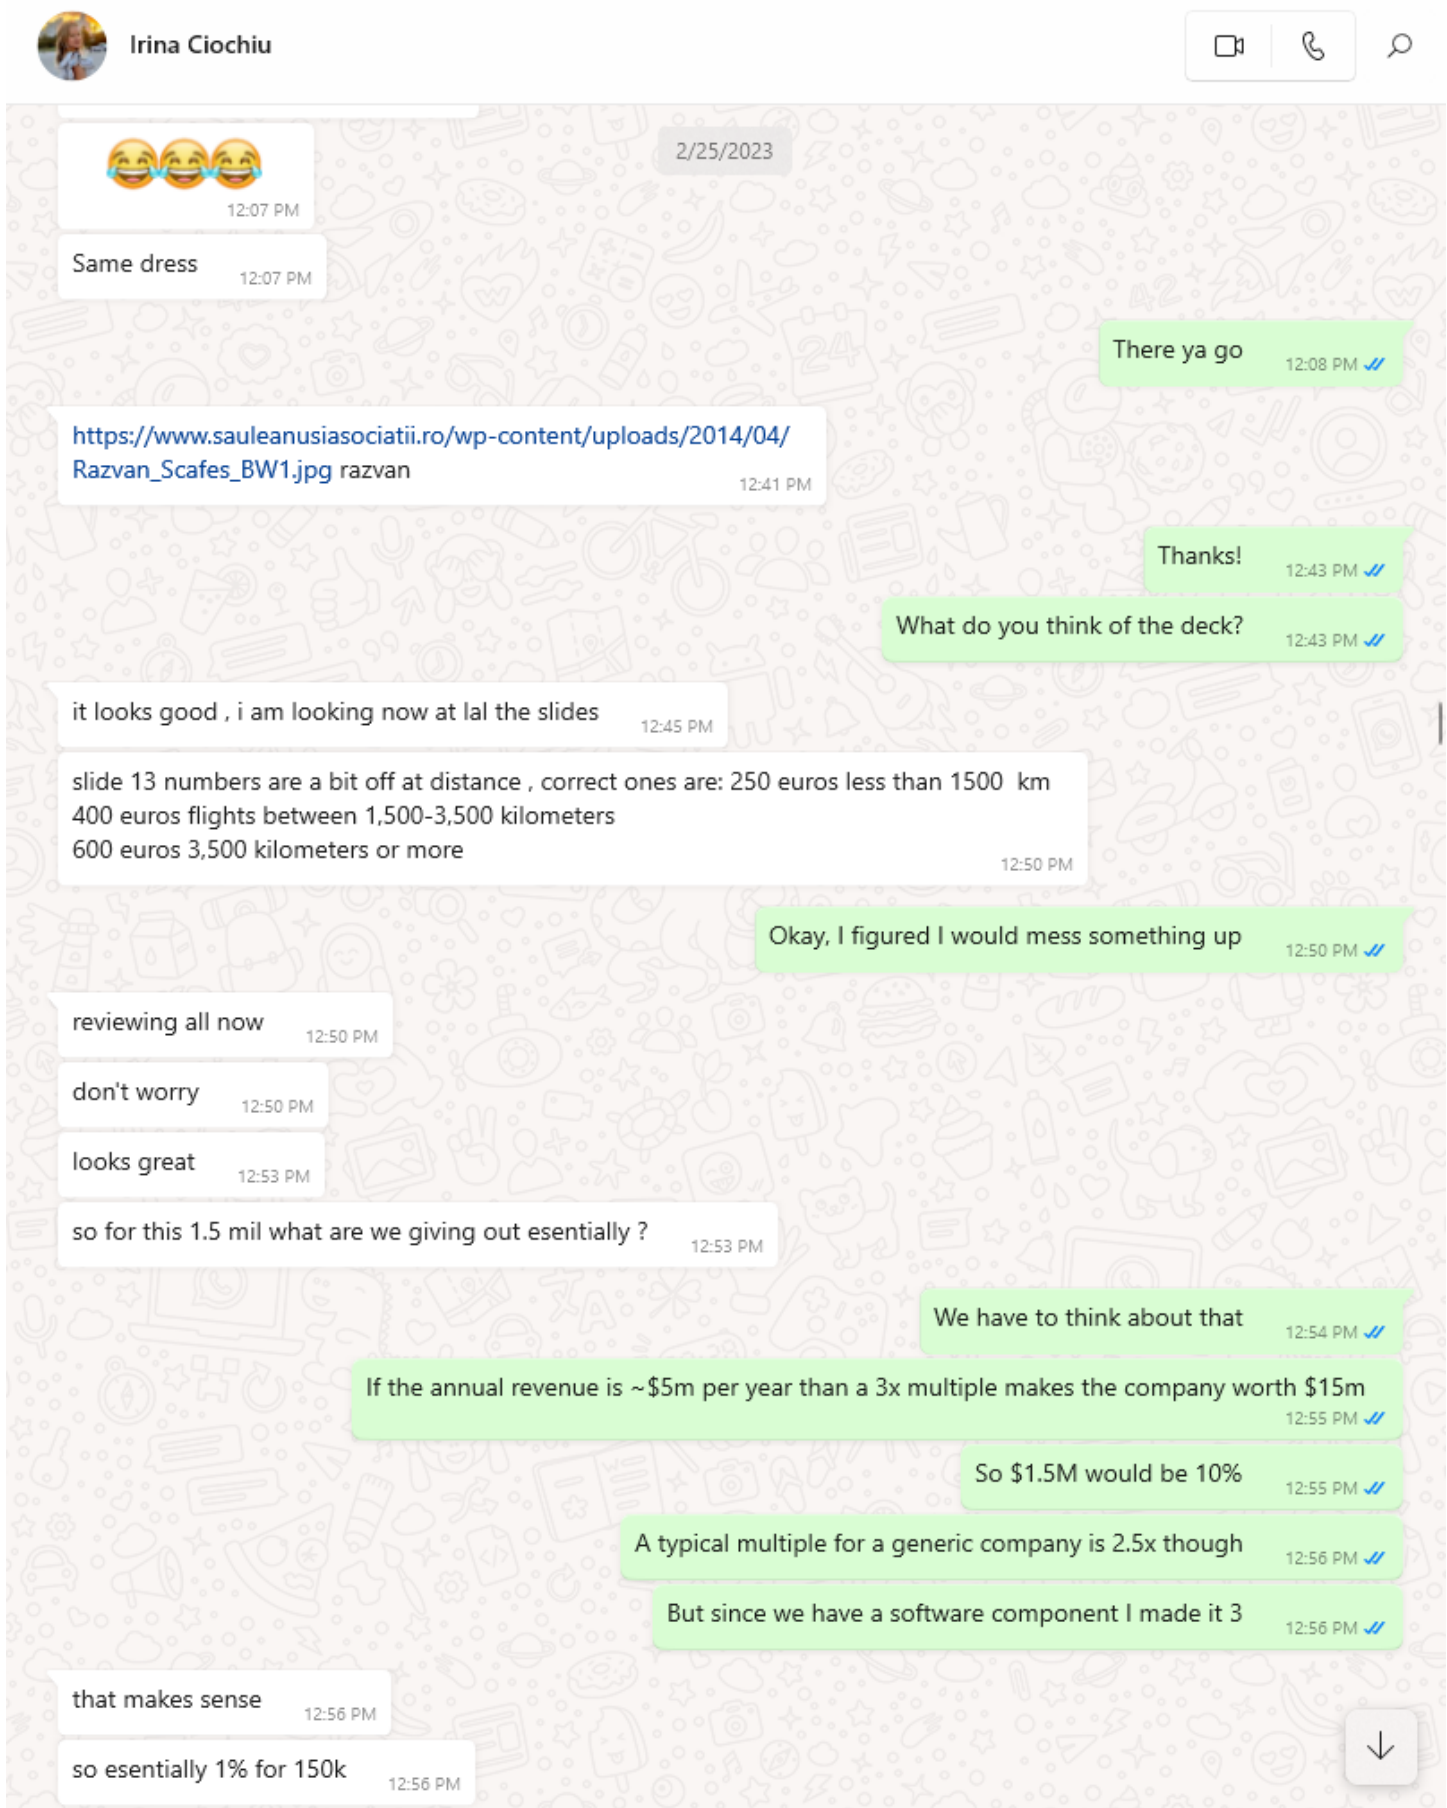 Irina Ciochiu
2/25/2023
😂😂😂
12:07 PM
Same dress
12:07 PM
There ya go
12:08 PM
https://www.sauleanusiasociatii.ro/wp-content/uploads/2014/04/
Razvan_Scafes_BW1.jpg razvan
12:41 PM
Thanks!
12:43 PM
What do you think of the deck?
12:43 PM
it looks good , i am looking now at lal the slides
12:45 PM
slide 13 numbers are a bit off at distance , correct ones are: 250 euros less than 1500  km
400 euros flights between 1,500-3,500 kilometers
600 euros 3,500 kilometers or more
12:50 PM
Okay, I figured I would mess something up
12:50 PM
reviewing all now
12:50 PM
don't worry
12:50 PM
looks great
12:53 PM
so for this 1.5 mil what are we giving out esentially ?
12:53 PM
We have to think about that
12:54 PM
If the annual revenue is ~$5m per year than a 3x multiple makes the company worth $15m
12:55 PM
So $1.5M would be 10%
12:55 PM
A typical multiple for a generic company is 2.5x though
12:56 PM
But since we have a software component I made it 3
12:56 PM
that makes sense
12:56 PM
so esentially 1% for 150k
12:56 PM